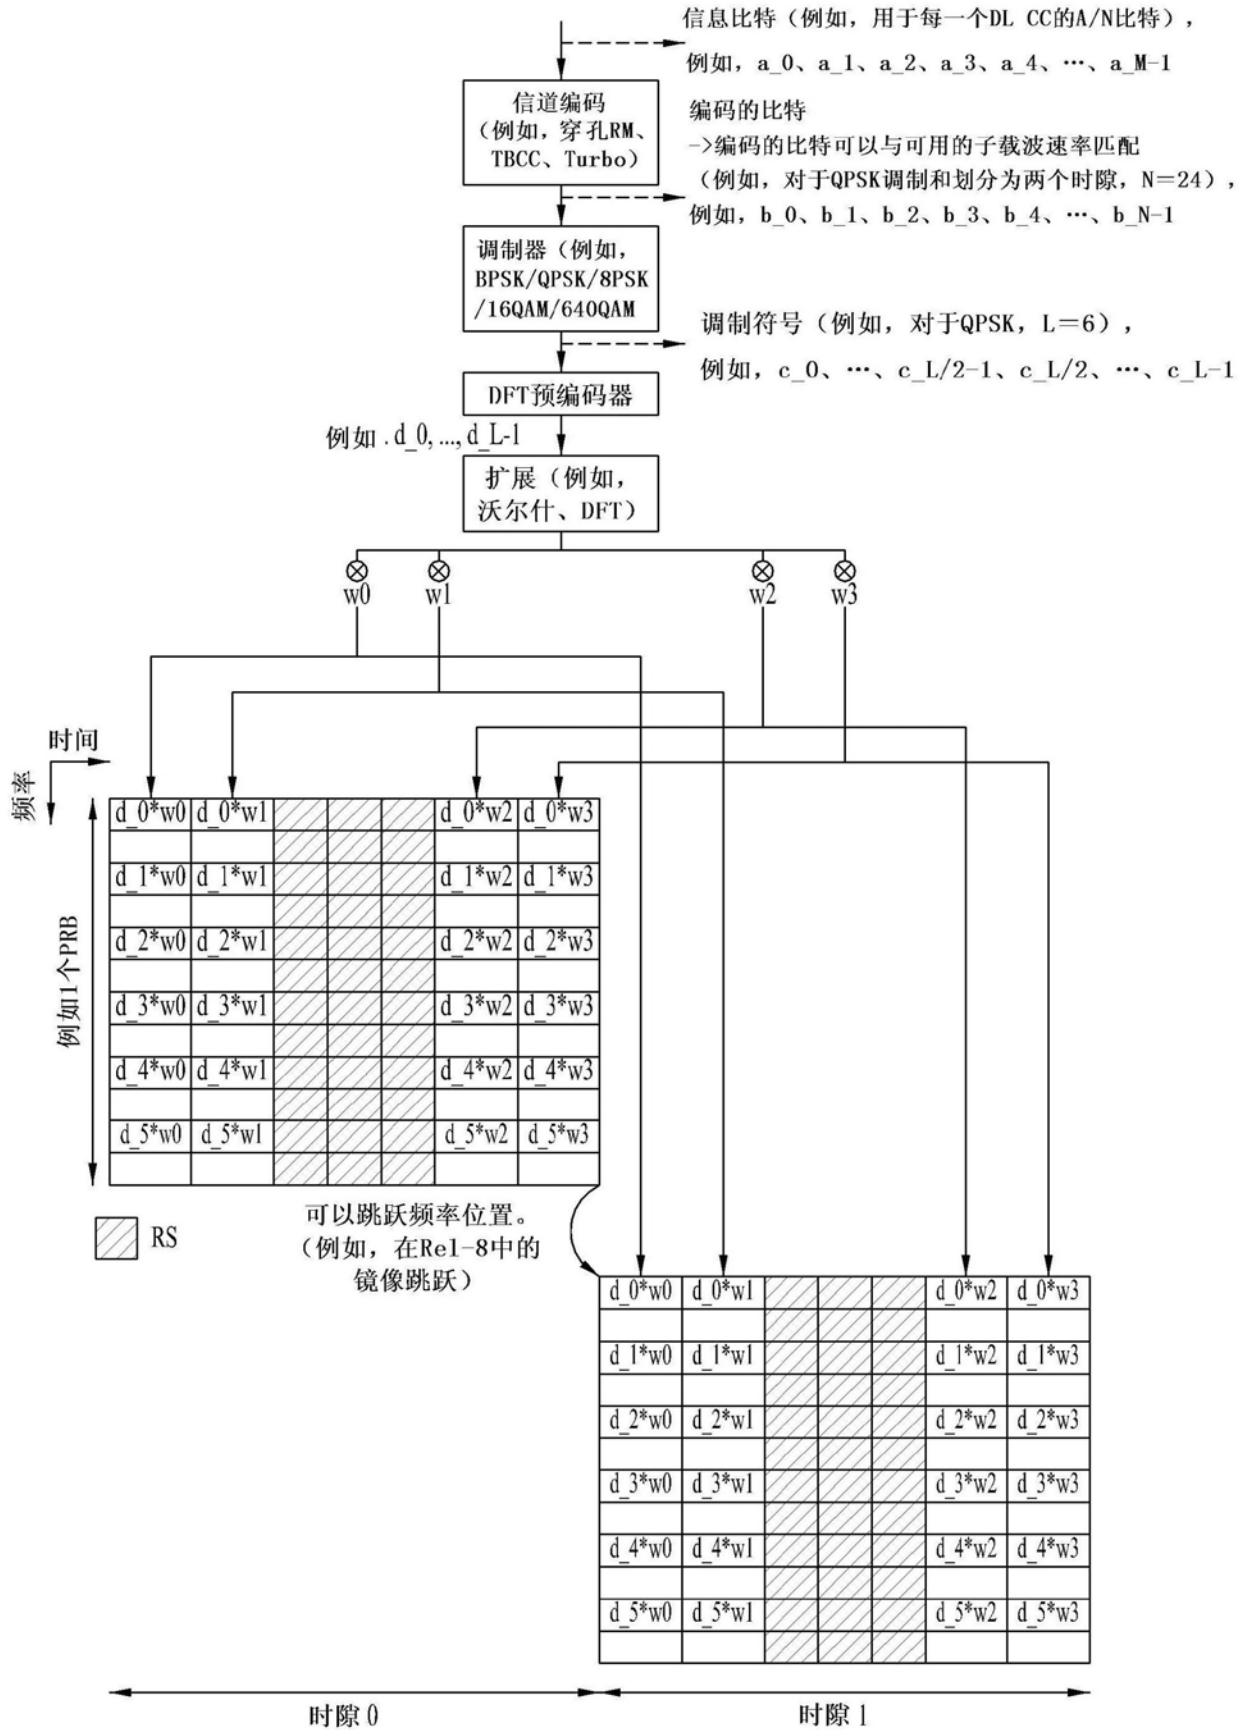 信息比特（例如，用于每一个DL CC的A/N比特），
例如，a_0、a_1、a_2、a_3、a_4、…、a_M-1
信道编码
（例如，穿孔RM、
TBCC、Turbo）
编码的比特
->编码的比特可以与可用的子载波速率匹配
（例如，对于QPSK调制和划分为两个时隙，N＝24），
例如，b_0、b_1、b_2、b_3、b_4、…、b_N-1
调制器（例如，
BPSK/QPSK/8PSK
/16QAM/640QAM
调制符号（例如，对于QPSK，L＝6），
例如，c_0、…、c_L/2-1、c_L/2、…、c_L-1
DFT预编码器
例如.d_0,...,d_L-1
扩展（例如，
沃尔什、DFT）
w0 w1 w2 w3
时间
频率
d_0*w0 d_0*w1 d_0*w2 d_0*w3
d_1*w0 d_1*w1 d_1*w2 d_1*w3
d_2*w0 d_2*w1 d_2*w2 d_2*w3
d_3*w0 d_3*w1 d_3*w2 d_3*w3
d_4*w0 d_4*w1 d_4*w2 d_4*w3
d_5*w0 d_5*w1 d_5*w2 d_5*w3
例如1个PRB
RS
可以跳跃频率位置。
（例如，在Rel-8中的
镜像跳跃）
d_0*w0 d_0*w1 d_0*w2 d_0*w3
d_1*w0 d_1*w1 d_1*w2 d_1*w3
d_2*w0 d_2*w1 d_2*w2 d_2*w3
d_3*w0 d_3*w1 d_3*w2 d_3*w3
d_4*w0 d_4*w1 d_4*w2 d_4*w3
d_5*w0 d_5*w1 d_5*w2 d_5*w3
时隙 0
时隙 1